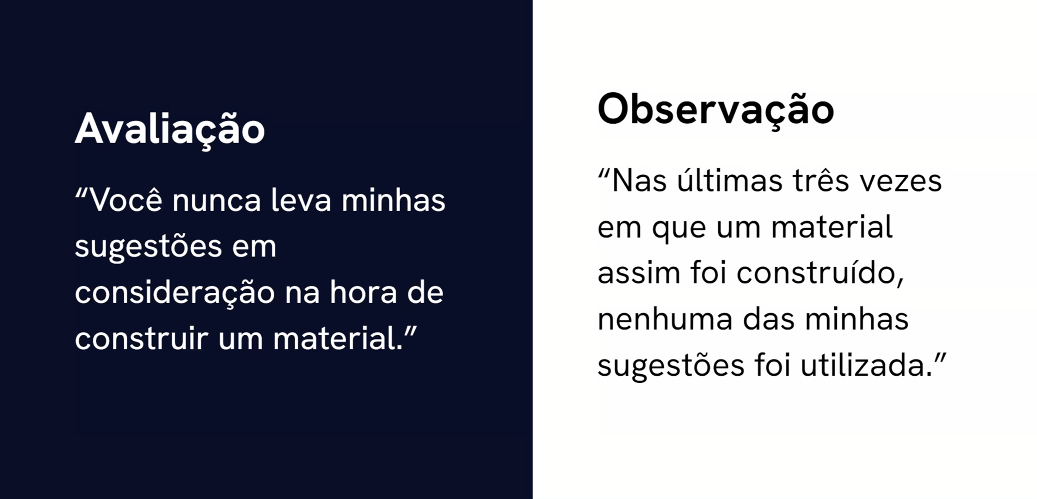 Avaliação
“Você nunca leva minhas
sugestões em
consideração na hora de
construir um material.”
Observação
“Nas últimas três vezes
em que um material
assim foi construído,
nenhuma das minhas
sugestões foi utilizada.”